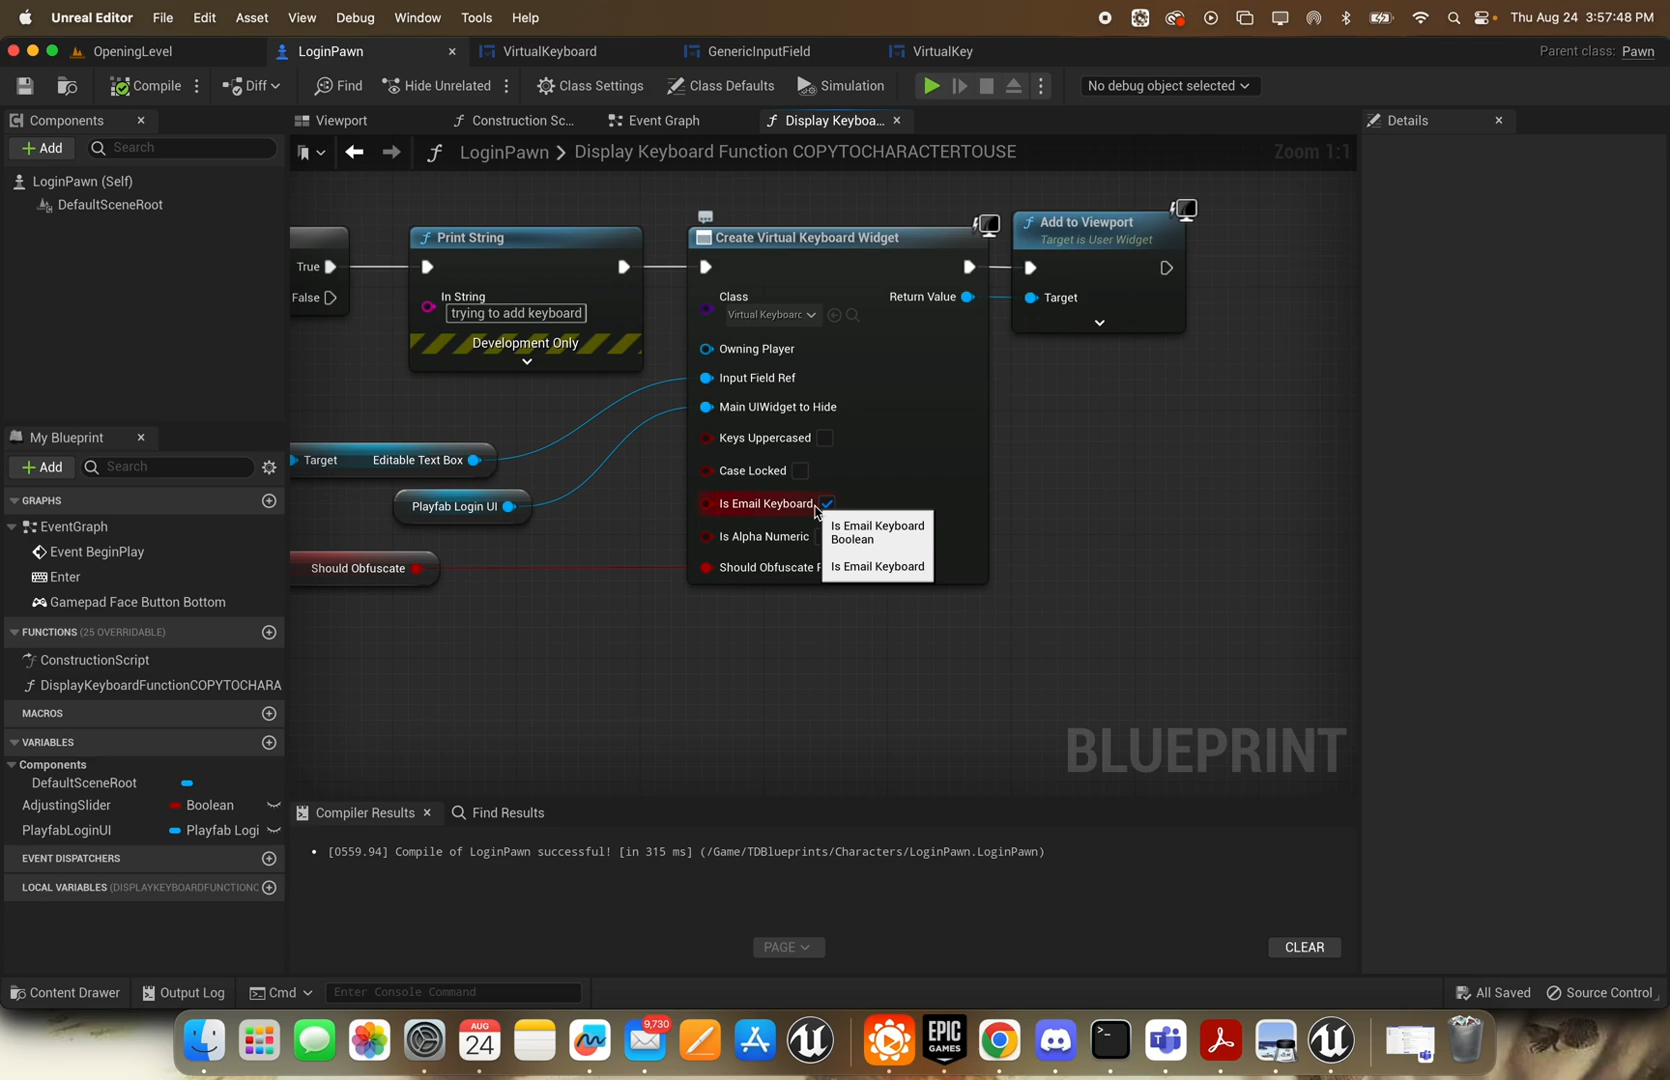 Unreal Editor File Edit Asset View Debug Window Tools Help
Thu Aug 24 3:57:48 PM
OpeningLevel LoginPawn VirtualKeyboard GenericInputField VirtualKey Parent class: Pawn
Compile Diff Find Hide Unrelated Class Settings Class Defaults Simulation No debug object selected
Components Viewport Construction Sc... Event Graph Display Keyboa... Details
+ Add Search
LoginPawn > Display Keyboard Function COPYTOCHARACTERTOUSE Zoom 1:1
LoginPawn (Self)
DefaultSceneRoot
True
False
Print String
In String
trying to add keyboard
Development Only
Create Virtual Keyboard Widget
Class
Virtual Keyboarc
Return Value
Owning Player
Input Field Ref
Main UIWidget to Hide
Keys Uppercased
Case Locked
Is Email Keyboard
Is Alpha Numeric
Should Obfuscate
Add to Viewport
Target is User Widget
Target
Target Editable Text Box
Playfab Login UI
Should Obfuscate
Is Email Keyboard
Boolean
Is Email Keyboard
BLUEPRINT
My Blueprint
+ Add Search
GRAPHS
EventGraph
Event BeginPlay
Enter
Gamepad Face Button Bottom
FUNCTIONS (25 OVERRIDABLE)
ConstructionScript
DisplayKeyboardFunctionCOPYTOCHARA
MACROS
VARIABLES
Components
DefaultSceneRoot
AdjustingSlider Boolean
PlayfabLoginUI Playfab Logi
EVENT DISPATCHERS
LOCAL VARIABLES (DISPLAYKEYBOARDFUNCTIONC
Compiler Results Find Results
• [0559.94] Compile of LoginPawn successful! [in 315 ms] (/Game/TDBlueprints/Characters/LoginPawn.LoginPawn)
PAGE CLEAR
Content Drawer Output Log Cmd Enter Console Command All Saved Source Control
AUG
24
9,730
EPIC
GAMES